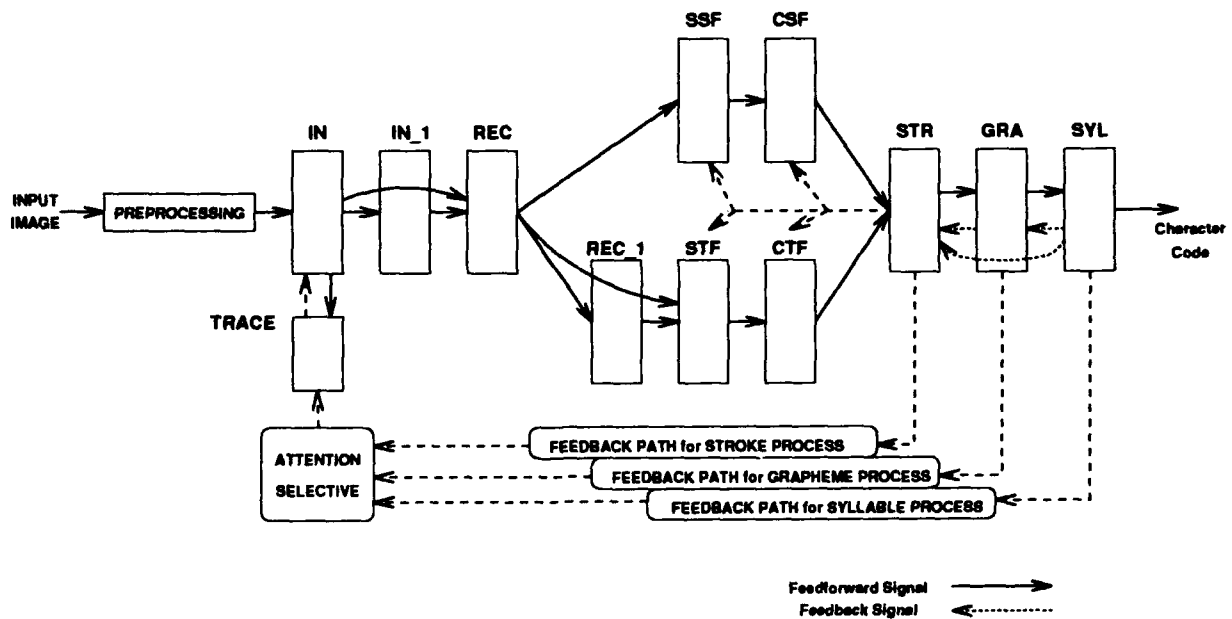 SSF CSF
IN IN_1 REC STR GRA SYL
INPUT
IMAGE
PREPROCESSING
Character
Code
REC_1 STF CTF
TRACE
ATTENTION
SELECTIVE
FEEDBACK PATH for STROKE PROCESS
FEEDBACK PATH for GRAPHEME PROCESS
FEEDBACK PATH for SYLLABLE PROCESS
Feedforward Signal
Feedback Signal